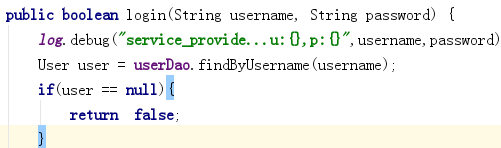 public boolean login(String username, String password) {
log.debug("service_provide...u:{},p:{}",username,password)
User user = userDao.findByUsername(username);
if(user == null){
return false;
}